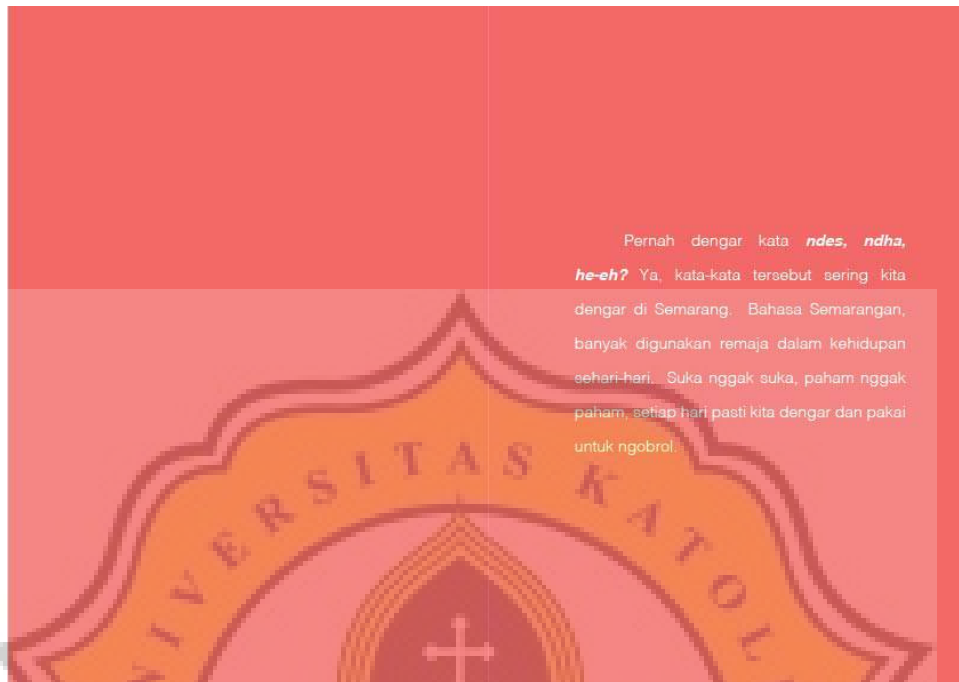 Pernah dengar kata ndes, ndha,
he-eh? Ya, kata-kata tersebut sering kita
dengar di Semarang. Bahasa Semarangan,
banyak digunakan remaja dalam kehidupan
sehari-hari. Suka nggak suka, paham nggak
paham, setiap hari pasti kita dengar dan pakai
untuk ngobrol.
NIVERSITAS KATOL